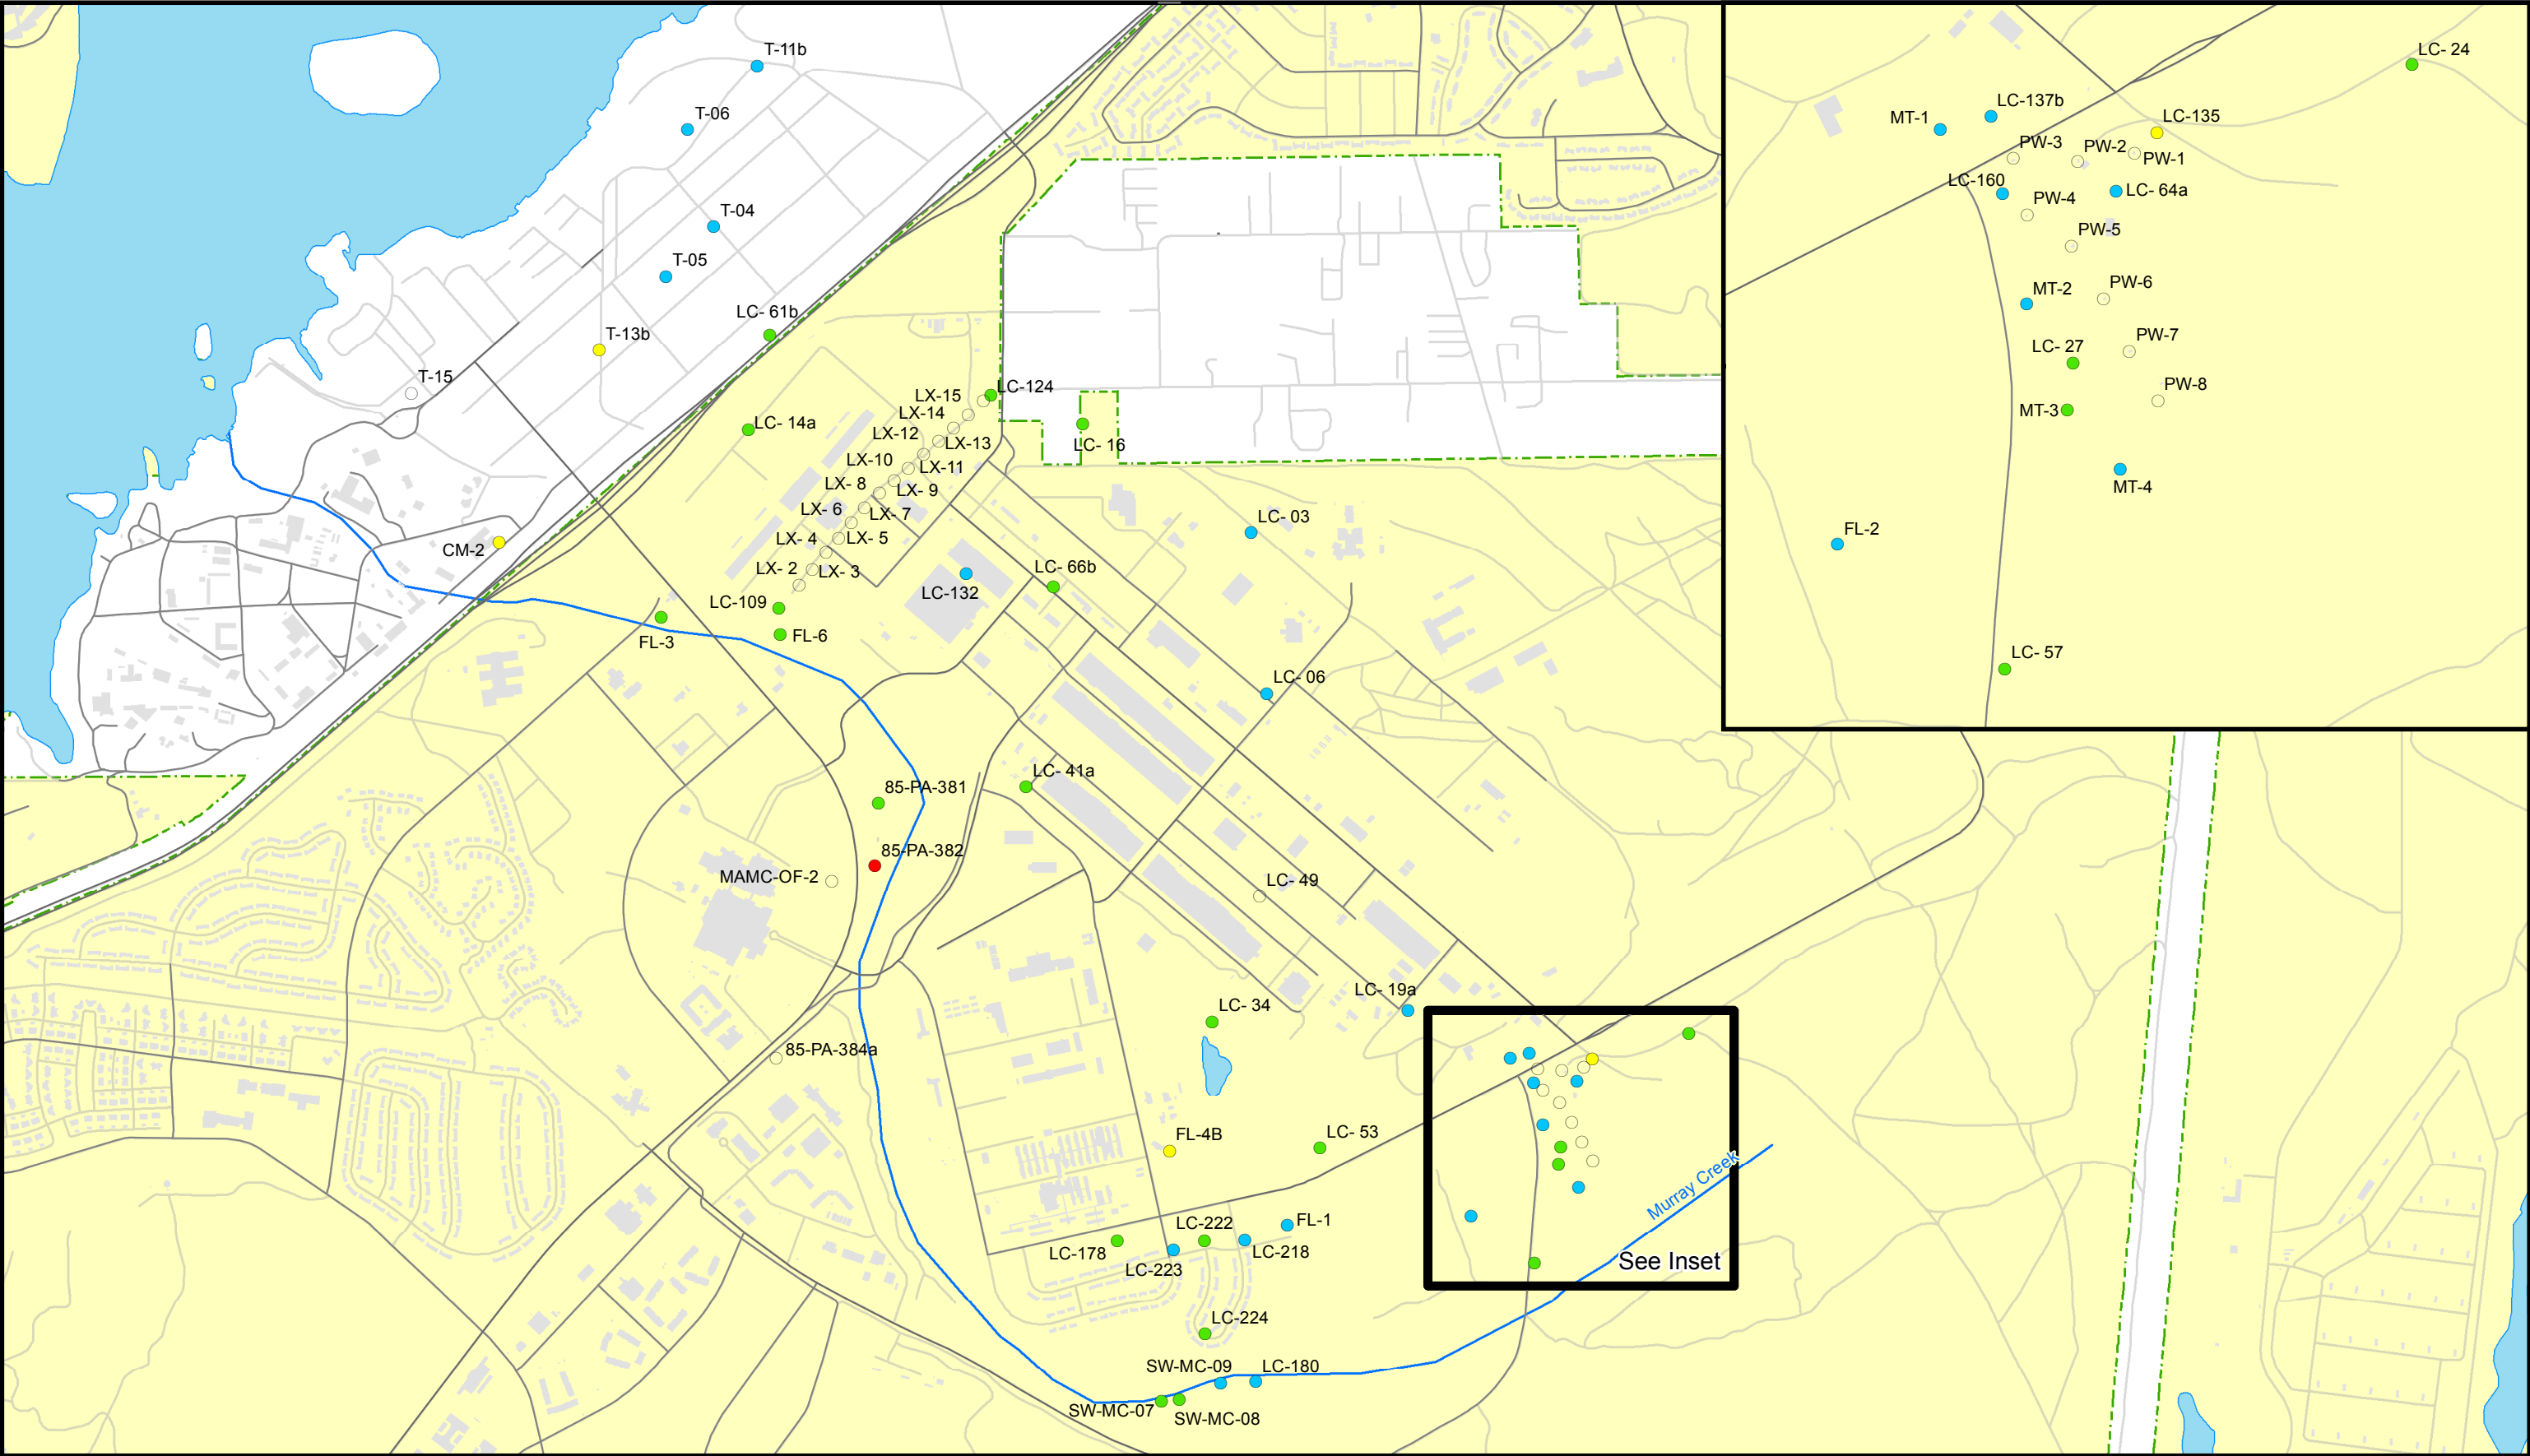 T-11b
T-06
T-04
T-05
LC- 61b
T-13b
T-15
CM-2
LC- 14a
LX-15
LC-124
LX-14
LX-12
LX-13
LC- 16
LX-10
LX-11
LX- 8
LX- 9
LX- 6
LX- 7
LX- 4
LX- 5
LX- 2
LX- 3
LC-109
FL-3
FL-6
LC-132
LC- 66b
LC- 03
LC- 06
LC- 41a
85-PA-381
85-PA-382
MAMC-OF-2
LC- 49
85-PA-384a
LC- 34
LC- 19a
FL-4B
LC- 53
LC-222
FL-1
LC-178
LC-218
LC-223
LC-224
SW-MC-09
LC-180
SW-MC-07
SW-MC-08
Murray Creek
See Inset
LC- 24
LC-137b
MT-1
LC-135
PW-3
PW-2
PW-1
LC-160
LC- 64a
PW-4
PW-5
PW-6
MT-2
PW-7
LC- 27
PW-8
MT-3
MT-4
FL-2
LC- 57